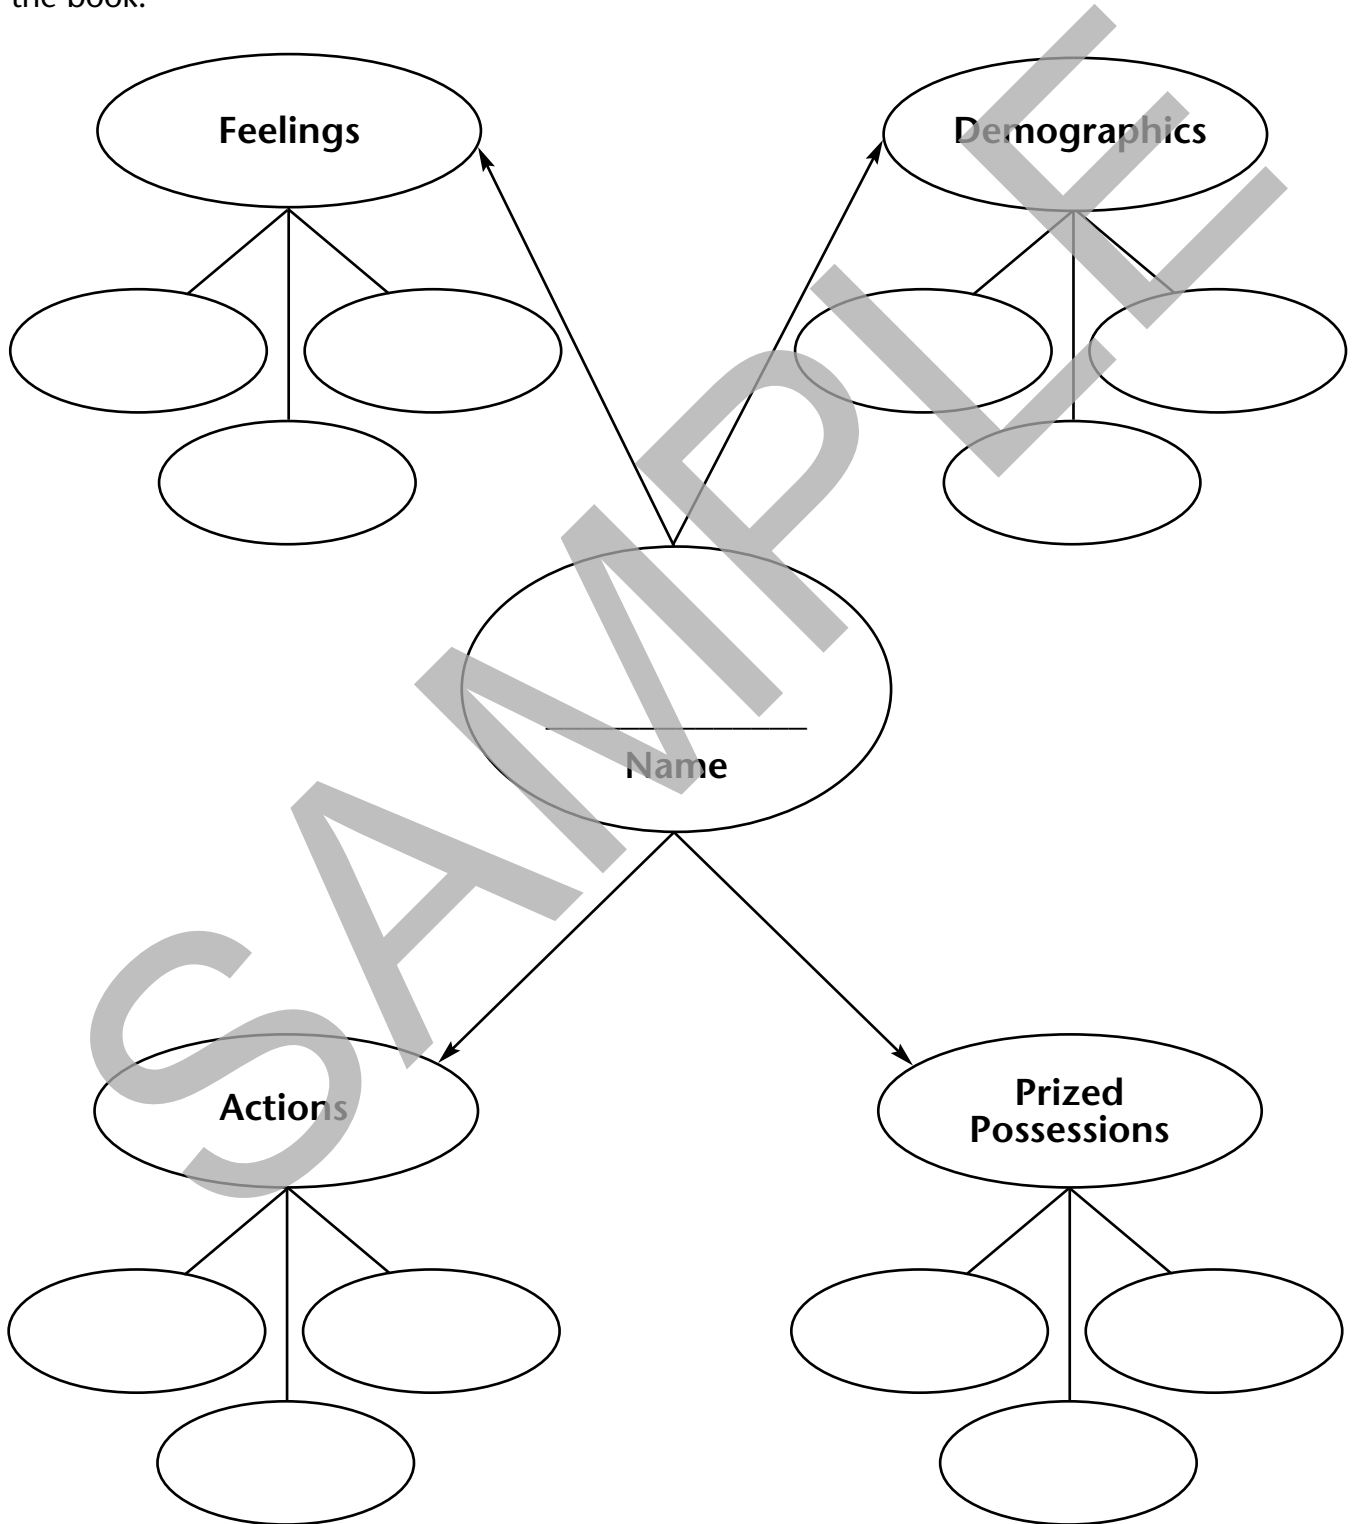 the book.
Feelings
Demographics
Name
Actions
Prized
Possessions
SAMPLE